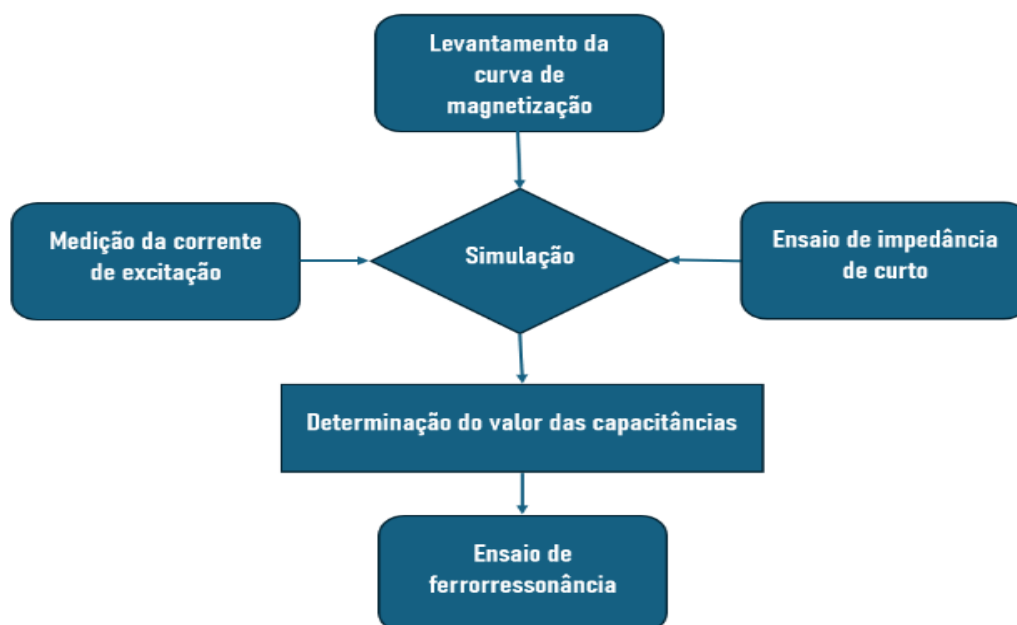 Levantamento da
curva de
magnetização
Medição da corrente
de excitação
Simulação
Ensaio de impedância
de curto
Determinação do valor das capacitâncias
Ensaio de
ferrorressonância